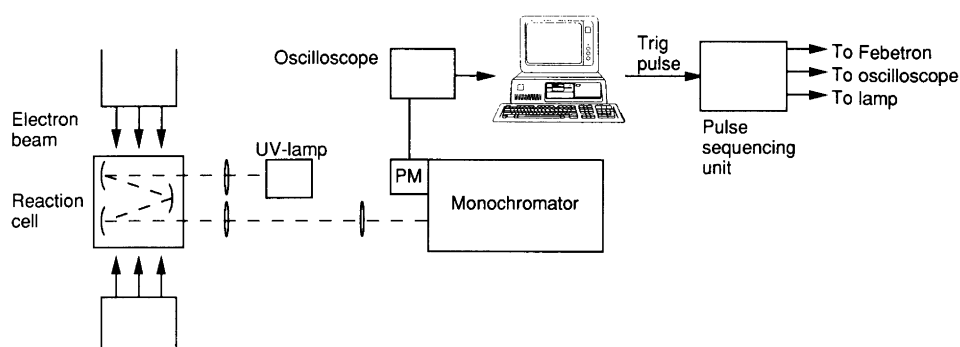 Oscilloscope
Trig
pulse
To Febetron
To oscilloscope
To lamp
Pulse
sequencing
unit
Electron
beam
UV-lamp
PM
Monochromator
Reaction
cell